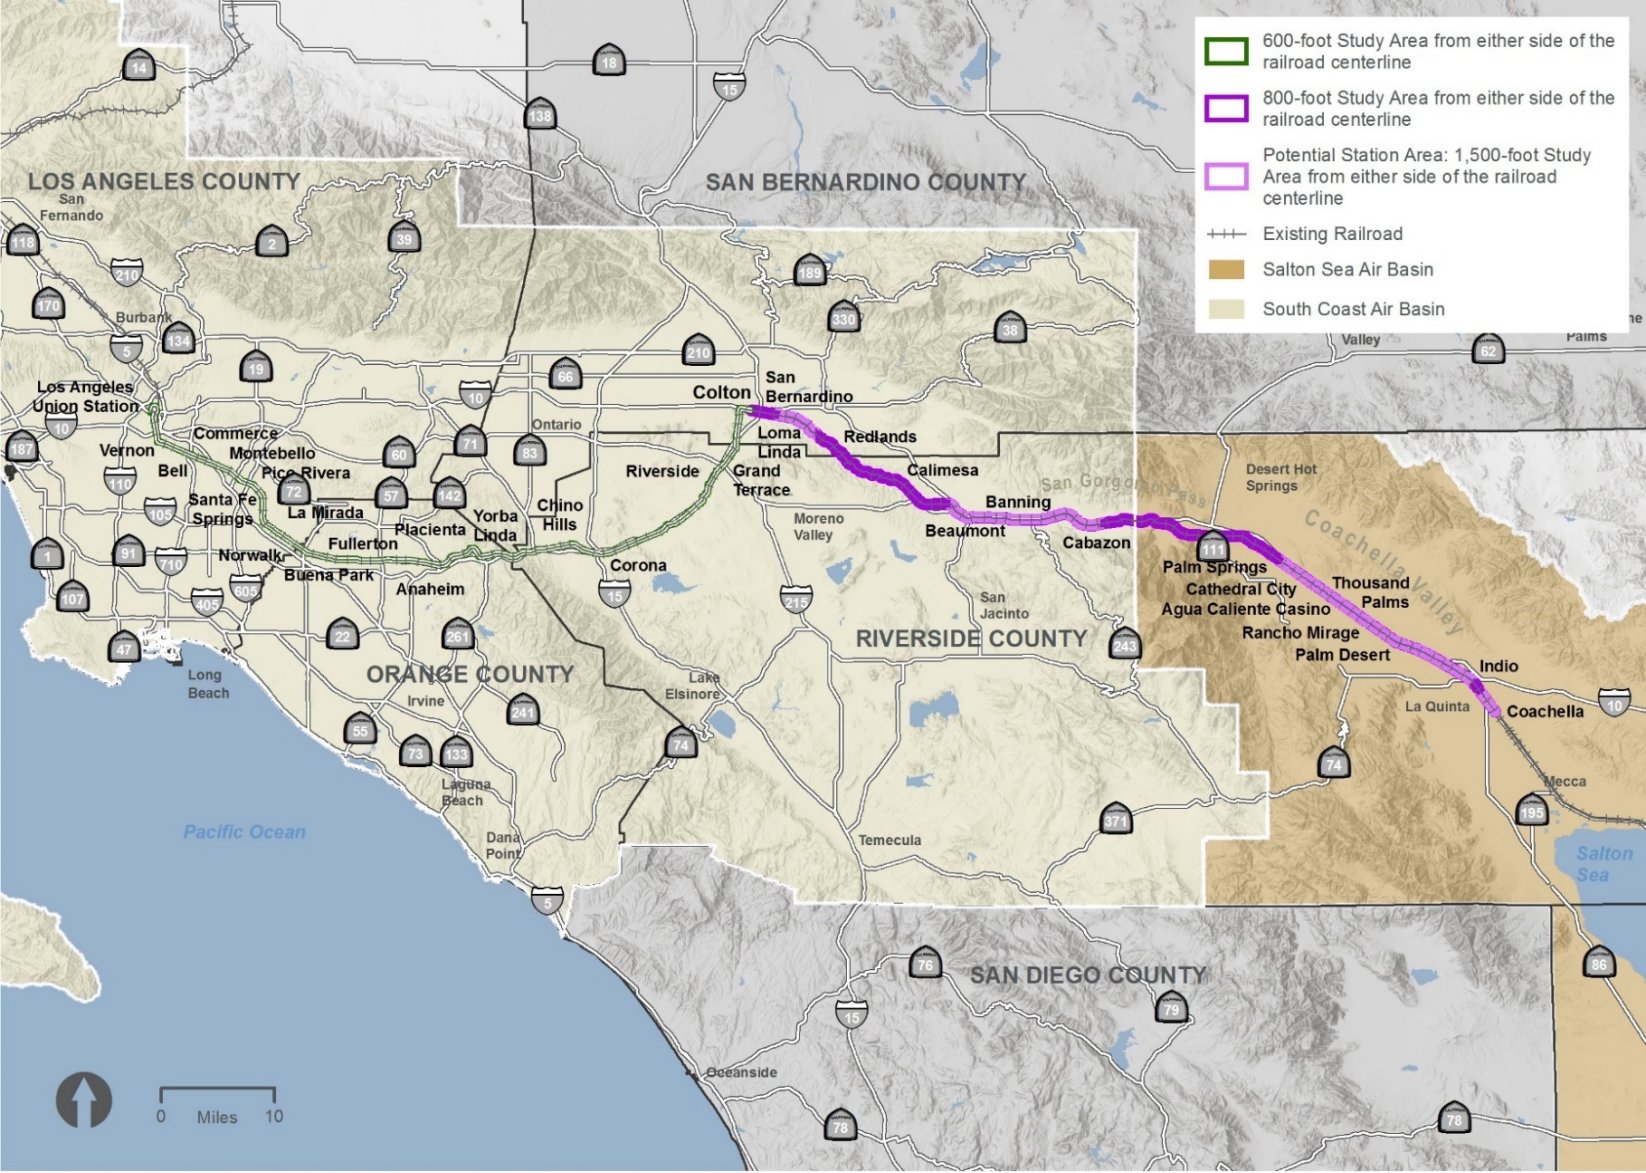 600-foot Study Area from either side of the
railroad centerline
800-foot Study Area from either side of the
railroad centerline
Potential Station Area: 1,500-foot Study
Area from either side of the railroad
centerline
Existing Railroad
Salton Sea Air Basin
South Coast Air Basin
14
18
15
138
LOS ANGELES COUNTY
SAN BERNARDINO COUNTY
San
Fernando
118
2
39
210
189
170
Burbank
330
38
134
5
210
62
Valley
Palms
19
66
10
Los Angeles
Union Station
San
Bernardino
Colton
10
Ontario
187
Vernon
Commerce
Montebello
Pico Rivera
60
71
83
Loma
Linda
Redlands
Bell
110
72
57
142
Riverside
Grand
Terrace
Calimesa
San Gorgonio Pass
Desert Hot
Springs
Santa Fe
Springs
La Mirada
105
Placienta
Yorba
Linda
Chino
Hills
Banning
Beaumont
Moreno
Valley
Coachella Valley
1
91
710
Norwalk
Fullerton
Buena Park
Anaheim
Corona
Cabazon
111
Palm Springs
Cathedral City
Agua Caliente Casino
Thousand
Palms
107
405
605
15
215
San
Jacinto
Rancho Mirage
Palm Desert
47
22
261
RIVERSIDE COUNTY
243
Indio
Long
Beach
ORANGE COUNTY
Irvine
Lake
Elsinore
La Quinta
Coachella
10
55
241
73
133
74
74
Laguna
Beach
Mecca
195
Pacific Ocean
Dana
Point
371
Temecula
Salton
Sea
5
76
SAN DIEGO COUNTY
86
15
79
Oceanside
78
78
0 Miles 10